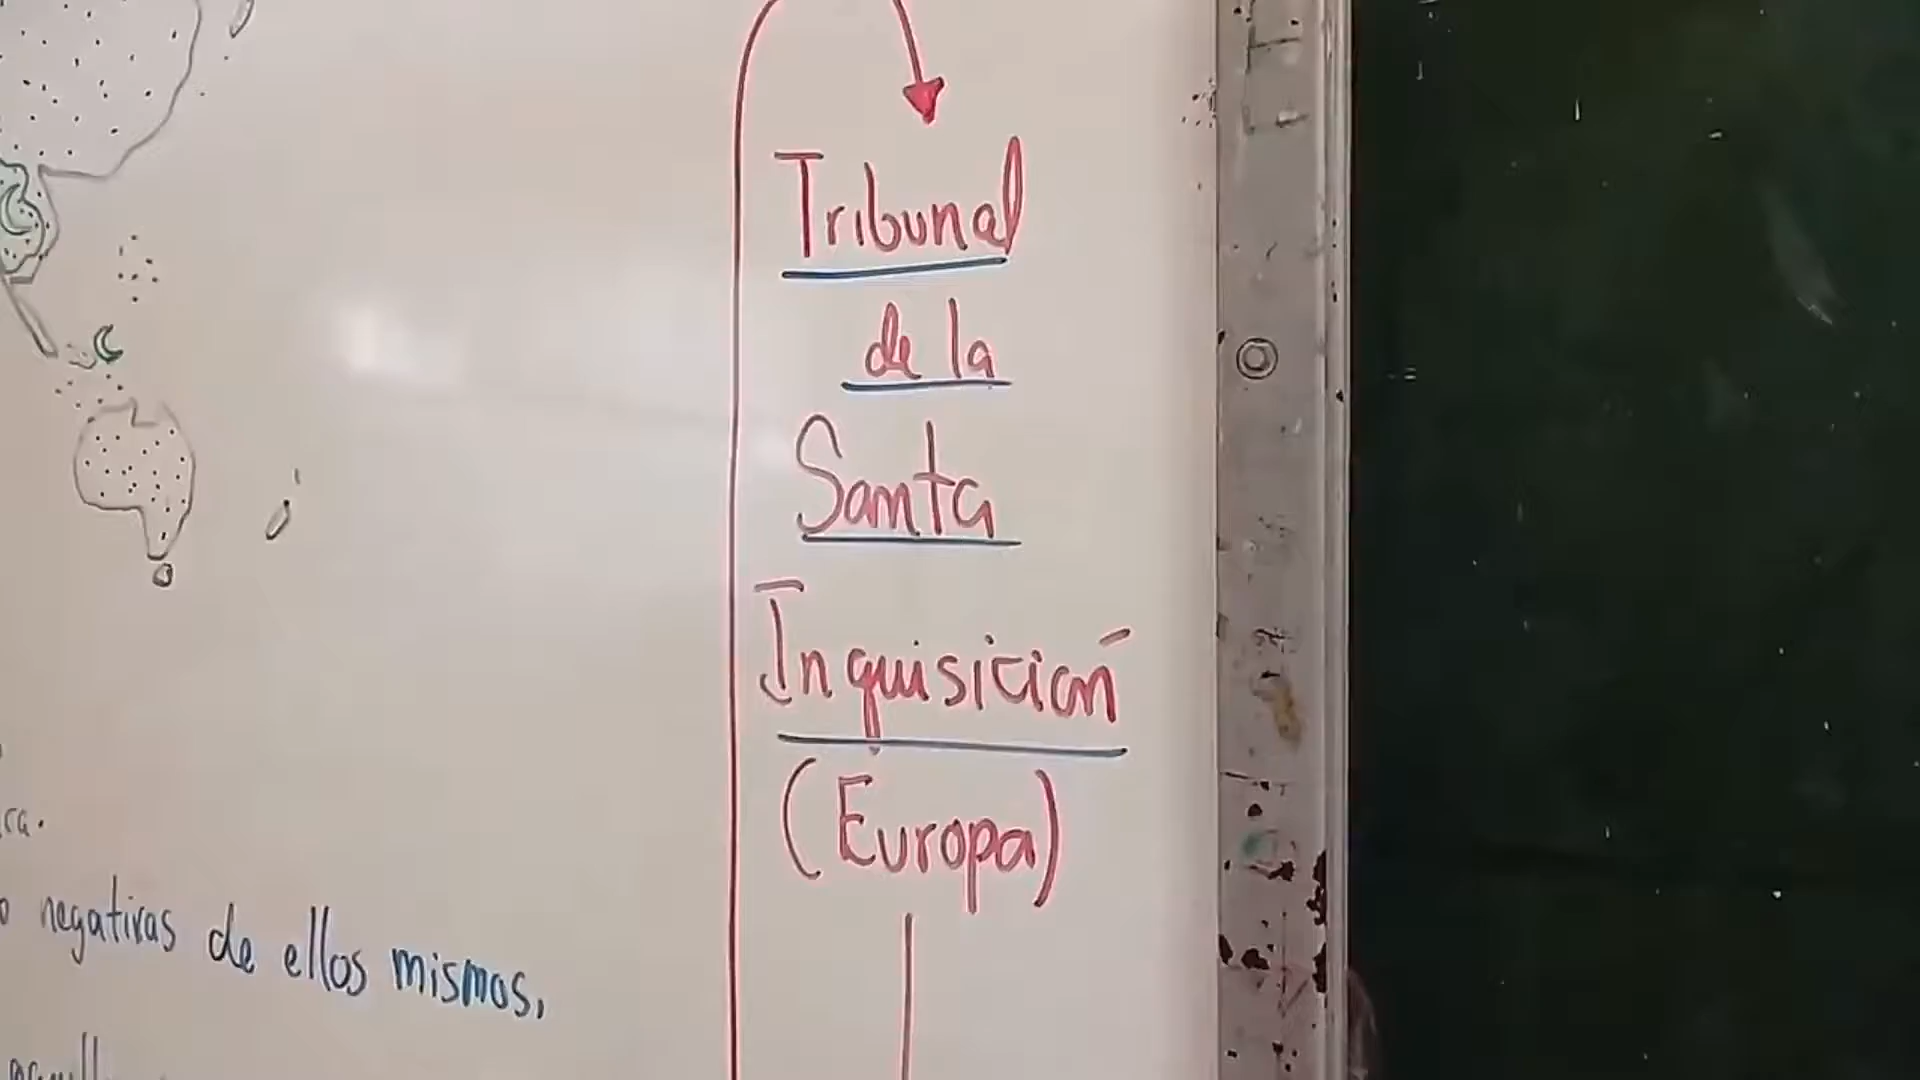 Tribunal
de la
Santa
Inquisición
(Europa)
negativas de ellos mismos,